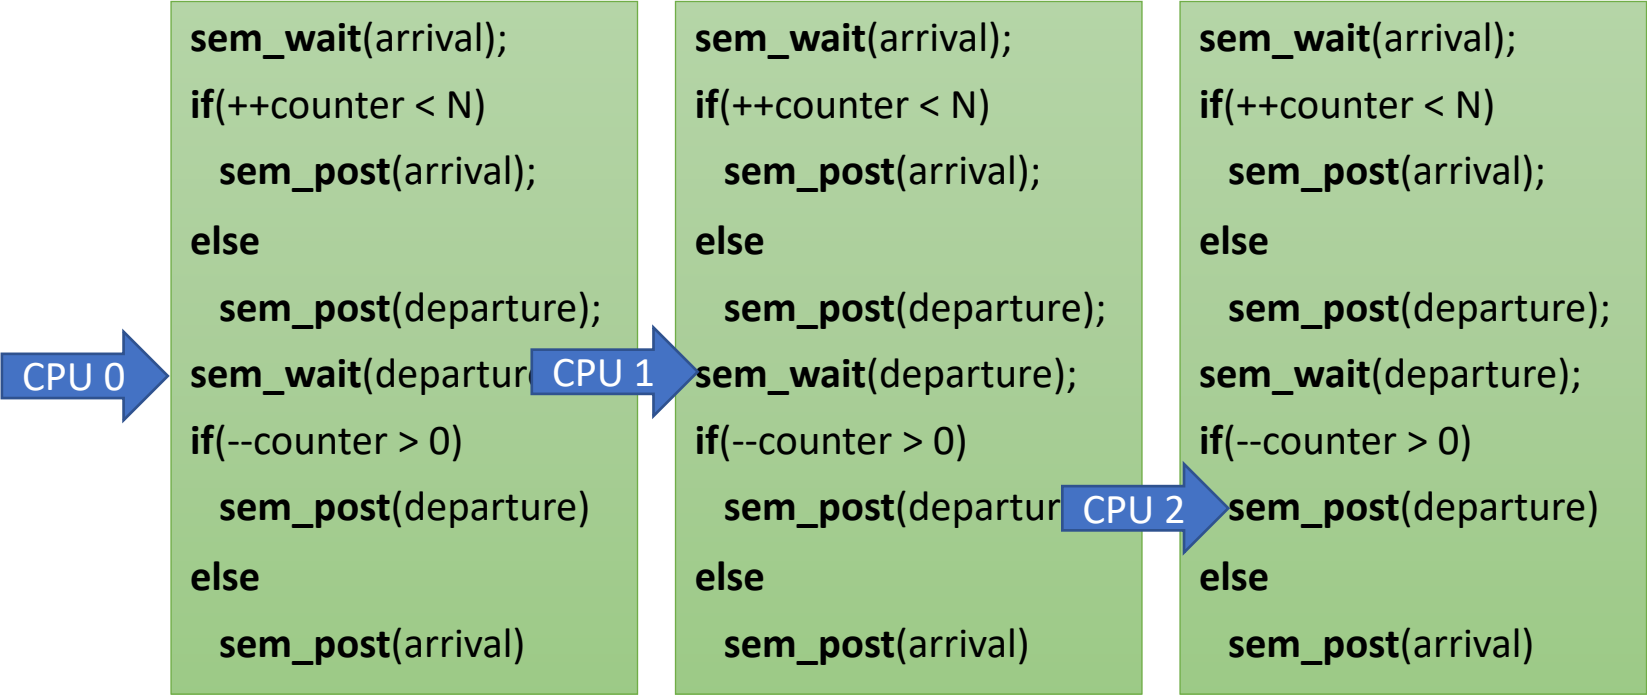 sem_wait(arrival);
if(++counter < N)
sem_post(arrival);
else
sem_post(departure);
CPU 0
sem_wait(departur
if(--counter > 0)
sem_post(departure)
else
sem_post(arrival)
sem_wait(arrival);
if(++counter < N)
sem_post(arrival);
else
sem_post(departure);
CPU 1
sem_wait(departure);
if(--counter > 0)
sem_post(departur
else
sem_post(arrival)
sem_wait(arrival);
if(++counter < N)
sem_post(arrival);
else
sem_post(departure);
sem_wait(departure);
if(--counter > 0)
CPU 2
sem_post(departure)
else
sem_post(arrival)